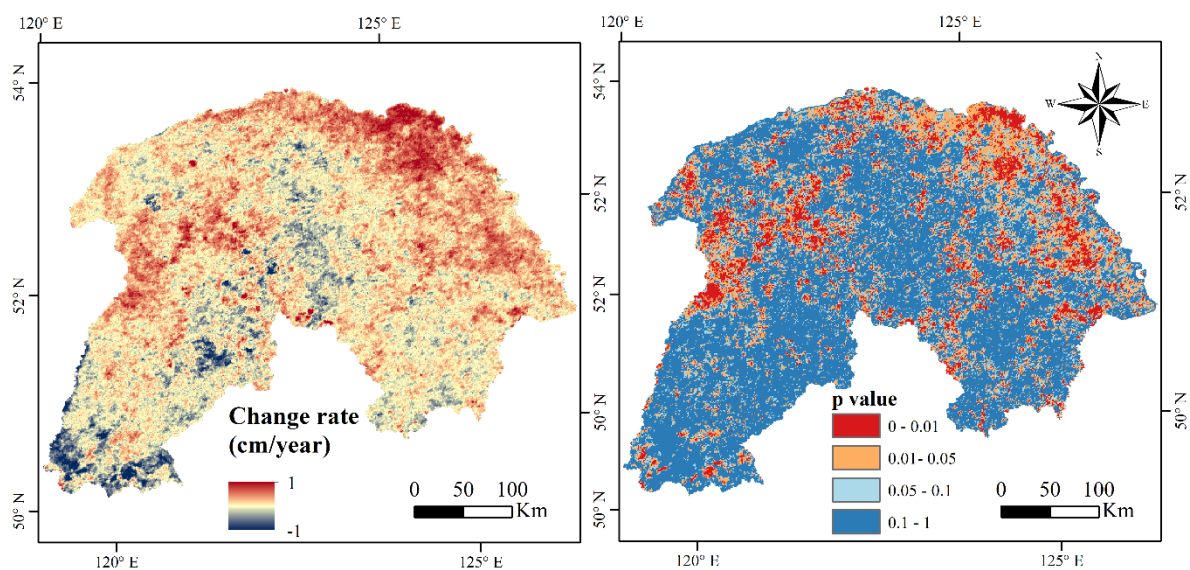 120° E
125° E
54° N
52° N
50° N
52° N
50° N
120° E
125° E
Change rate
(cm/year)
1
-1
0 50 100
Km
120° E
125° E
54° N
52° N
50° N
52° N
50° N
120° E
125° E
N
W
E
S
p value
0 - 0.01
0.01- 0.05
0.05 - 0.1
0.1 - 1
0 50 100
Km